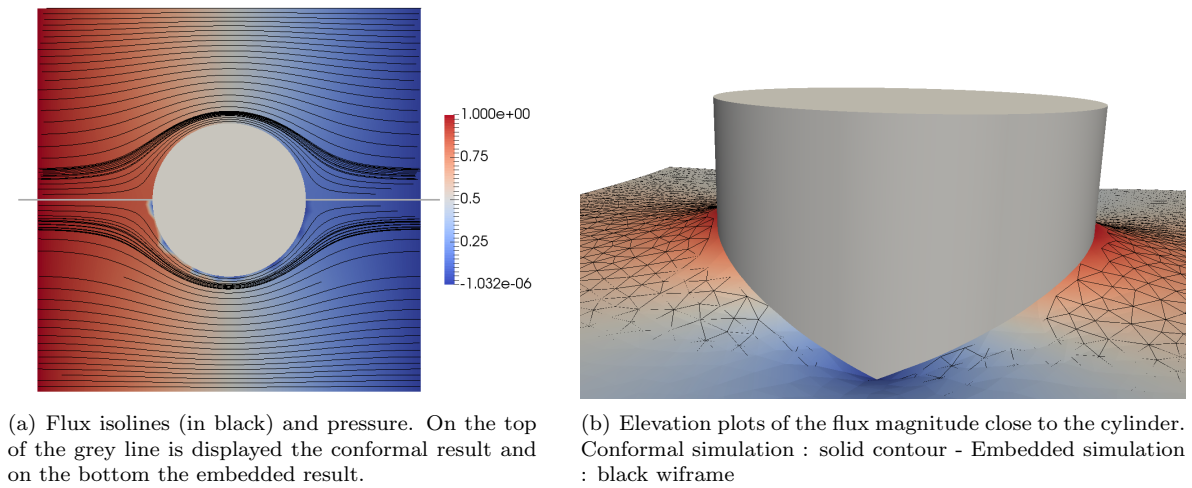 1.000e+00
0.75
0.5
0.25
-1.032e-06
(a) Flux isolines (in black) and pressure. On the top
of the grey line is displayed the conformal result and
on the bottom the embedded result.
(b) Elevation plots of the flux magnitude close to the cylinder.
Conformal simulation : solid contour - Embedded simulation
: black wiframe